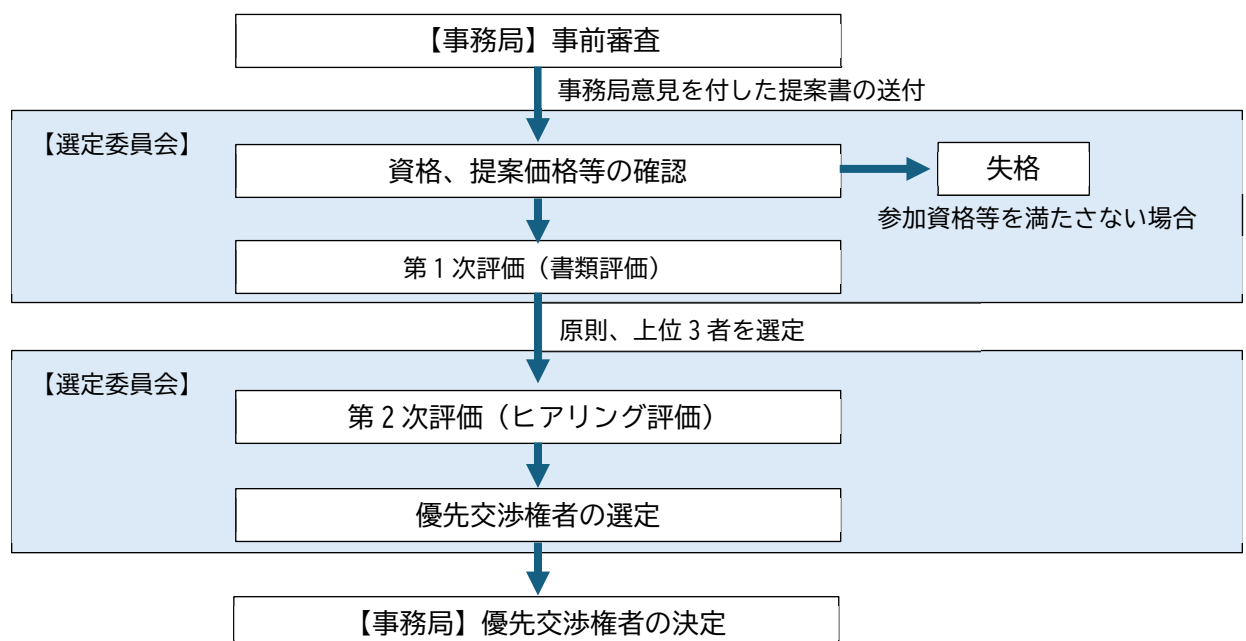 【事務局】事前審査
事務局意見を付した提案書の送付
【選定委員会】
資格、提案価格等の確認
失格
参加資格等を満たさない場合
第1次評価（書類評価）
原則、上位3者を選定
【選定委員会】
第2次評価（ヒアリング評価）
優先交渉権者の選定
【事務局】優先交渉権者の決定